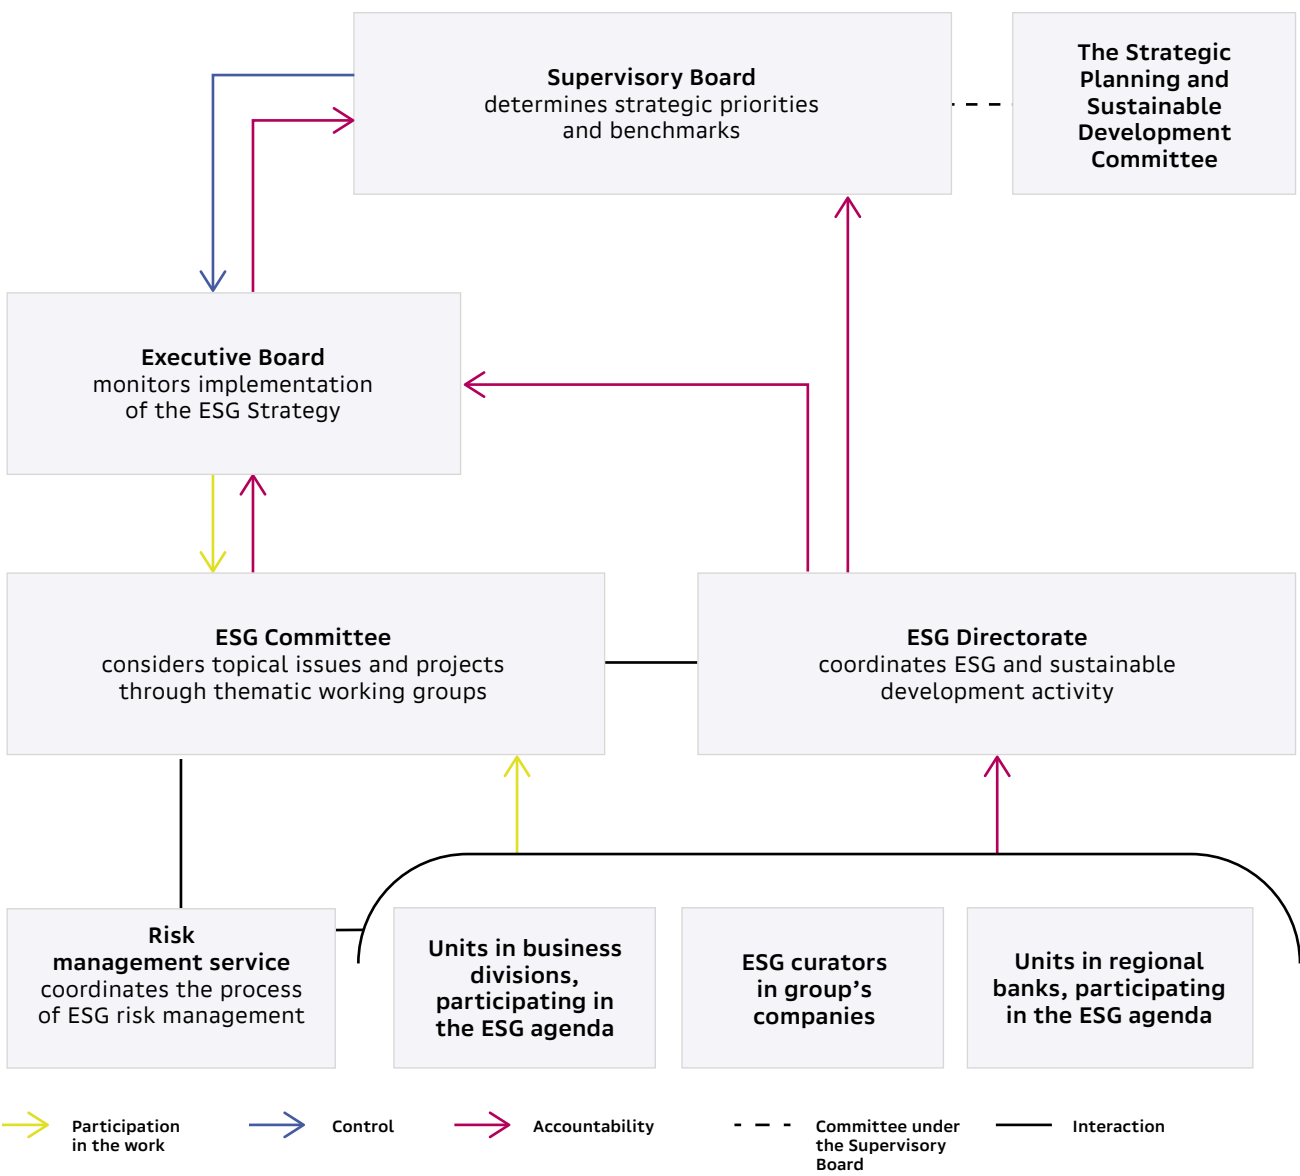 Supervisory Board
determines strategic priorities
and benchmarks
The Strategic
Planning and
Sustainable
Development
Committee
Executive Board
monitors implementation
of the ESG Strategy
ESG Committee
considers topical issues and projects
through thematic working groups
ESG Directorate
coordinates ESG and sustainable
development activity
Risk
management service
coordinates the process
of ESG risk management
Units in business
divisions,
participating in
the ESG agenda
ESG curators
in group’s
companies
Units in regional
banks, participating
in the ESG agenda
Participation
in the work
Control
Accountability
Committee under
the Supervisory
Board
Interaction